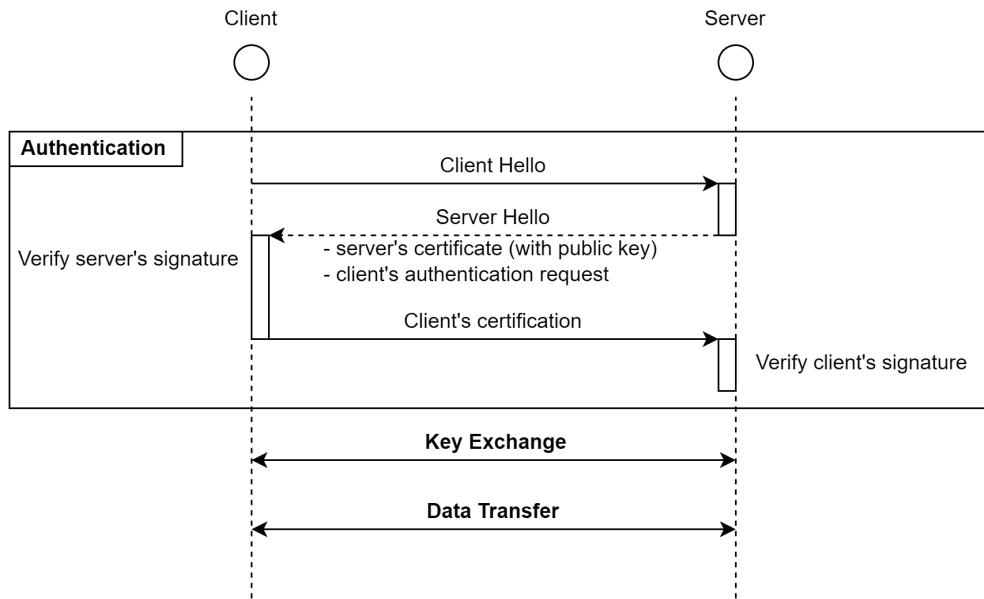 Client
Server
Authentication
Client Hello
Server Hello
- server's certificate (with public key)
Verify server's signature
- client's authentication request
Client's certification
Verify client's signature
Key Exchange
Data Transfer